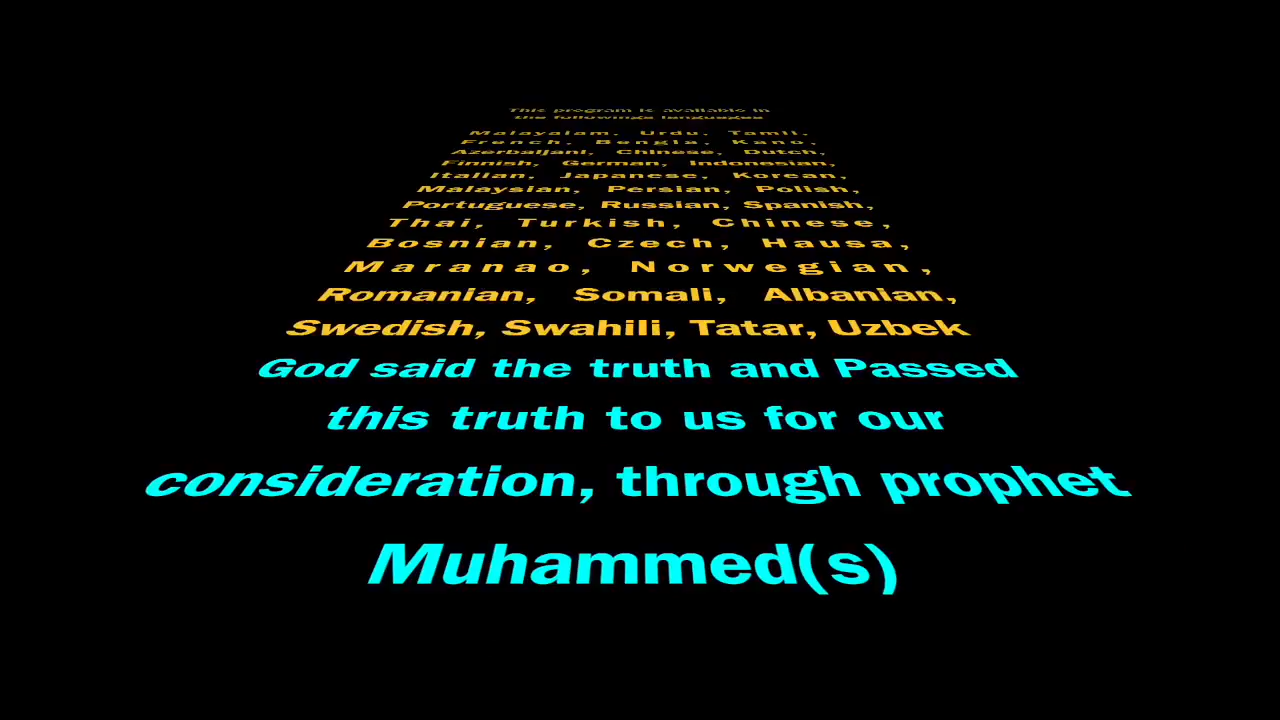 This program is available in
the followings languages
Malayalam, Urdu, Tamil,
French, Bengla, Kano,
Azerbaijani, Chinese, Dutch,
Finnish, German, Indonesian,
Italian, Japanese, Korean,
Malaysian, Persian, Polish,
Portuguese, Russian, Spanish,
Thai, Turkish, Chinese,
Bosnian, Czech, Hausa,
Maranao, Norwegian,
Romanian, Somali, Albanian,
Swedish, Swahili, Tatar, Uzbek
God said the truth and Passed
this truth to us for our
consideration, through prophet
Muhammed(s)